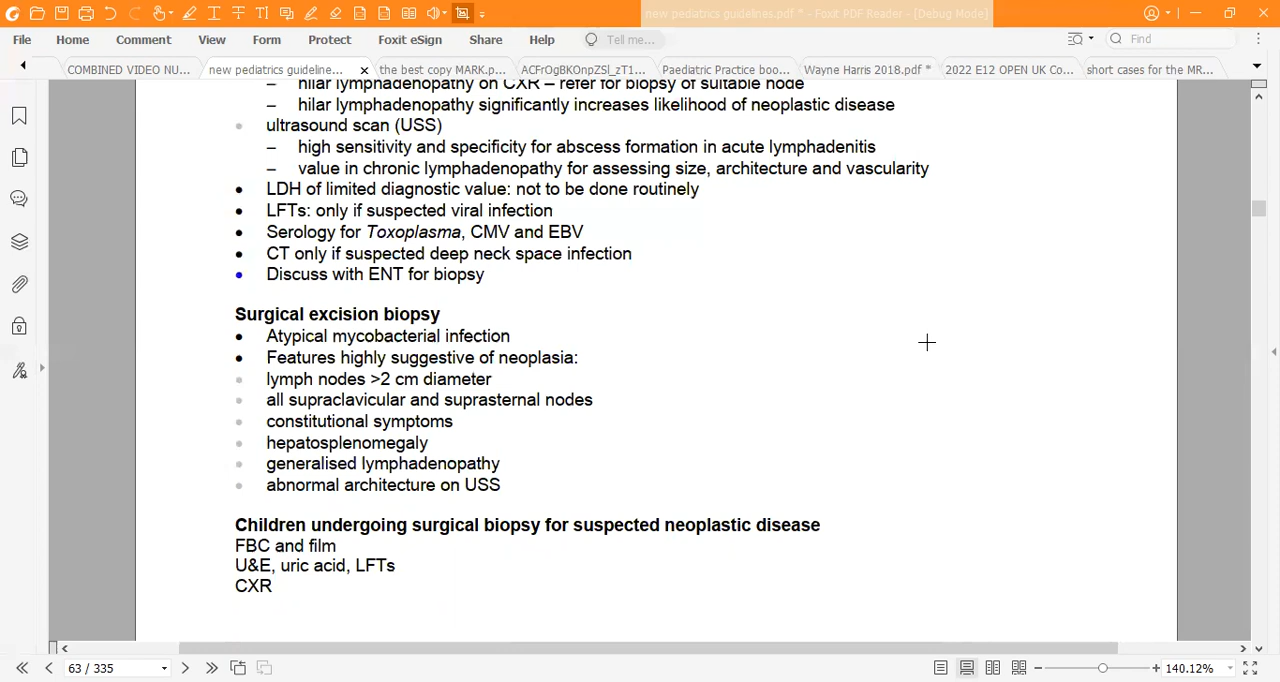 new pediatrics guidelines.pdf * - Foxit PDF Reader - [Debug Mode]
File Home Comment View Form Protect Foxit eSign Share Help Tell me... Find
COMBINED VIDEO NU... new pediatrics guideline... the best copy MARK.p... ACFrOgBKOnpZSl_zT1... Paediatric Practice boo... Wayne Harris 2018.pdf * 2022 E12 OPEN UK Co... short cases for the MR...
– hilar lymphadenopathy on CXR – refer for biopsy of suitable node
– hilar lymphadenopathy significantly increases likelihood of neoplastic disease
• ultrasound scan (USS)
– high sensitivity and specificity for abscess formation in acute lymphadenitis
– value in chronic lymphadenopathy for assessing size, architecture and vascularity
• LDH of limited diagnostic value: not to be done routinely
• LFTs: only if suspected viral infection
• Serology for Toxoplasma, CMV and EBV
• CT only if suspected deep neck space infection
• Discuss with ENT for biopsy
Surgical excision biopsy
• Atypical mycobacterial infection
• Features highly suggestive of neoplasia:
• lymph nodes >2 cm diameter
• all supraclavicular and suprasternal nodes
• constitutional symptoms
• hepatosplenomegaly
• generalised lymphadenopathy
• abnormal architecture on USS
Children undergoing surgical biopsy for suspected neoplastic disease
FBC and film
U&E, uric acid, LFTs
CXR
63 / 335 140.12%